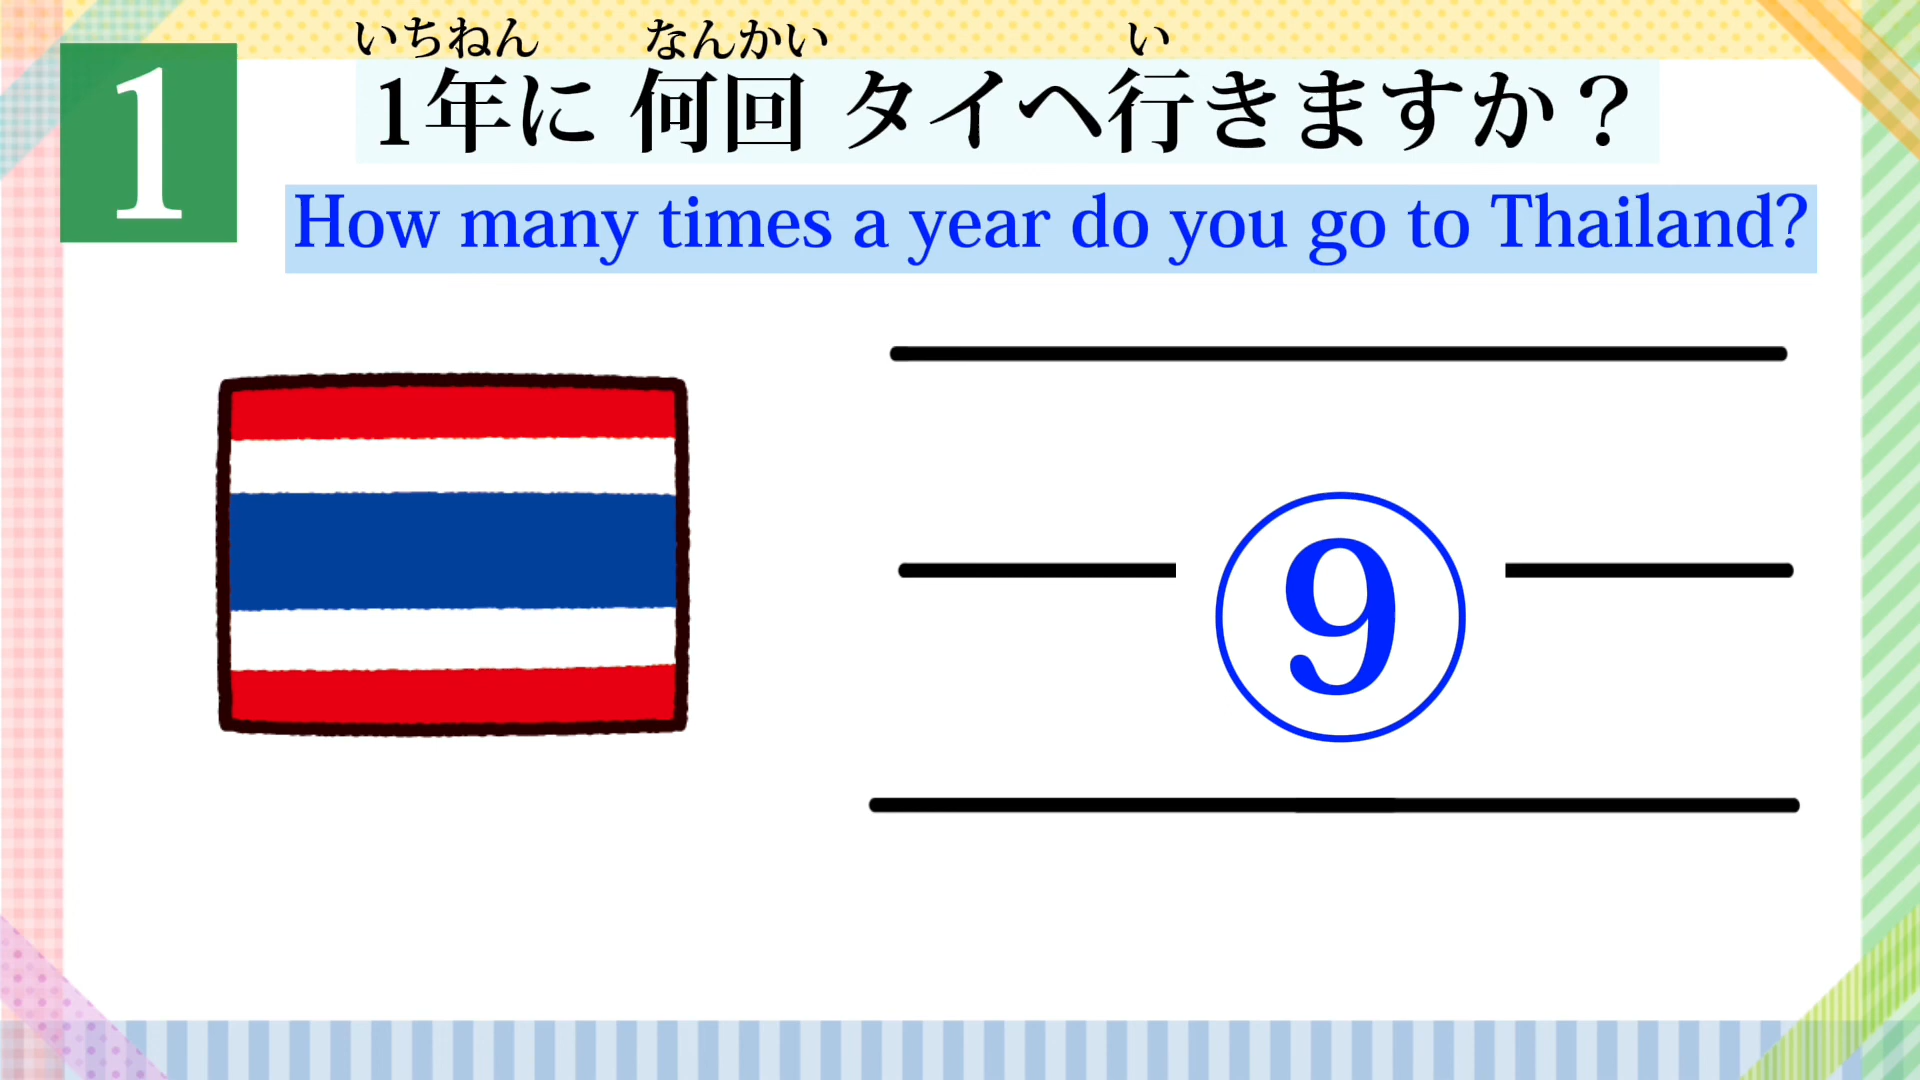 いちねん なんかい い
1
1年に 何回 タイへ行きますか？
How many times a year do you go to Thailand?
9